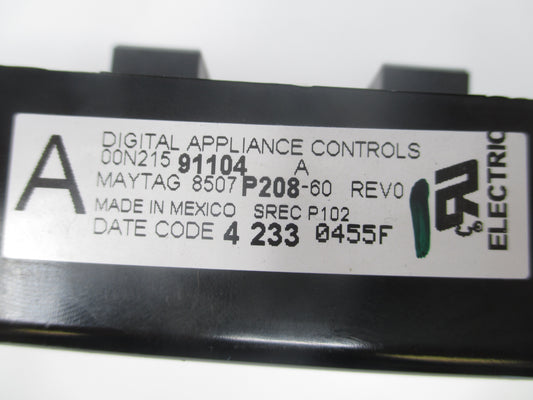 A
DIGITAL APPLIANCE CONTROLS
00N215 91104 A
MAYTAG 8507 P208-60 REV0
MADE IN MEXICO SREC P102
DATE CODE 4 233 0455F
ELECTRIC